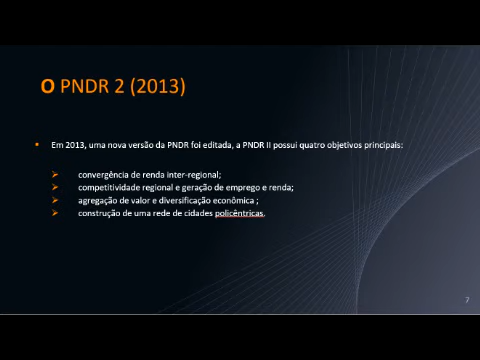 O PNDR 2 (2013)
• Em 2013, uma nova versão da PNDR foi editada, a PNDR II possui quatro objetivos principais:
➢ convergência de renda inter-regional;
➢ competitividade regional e geração de emprego e renda;
➢ agregação de valor e diversificação econômica ;
➢ construção de uma rede de cidades policêntricas.
7